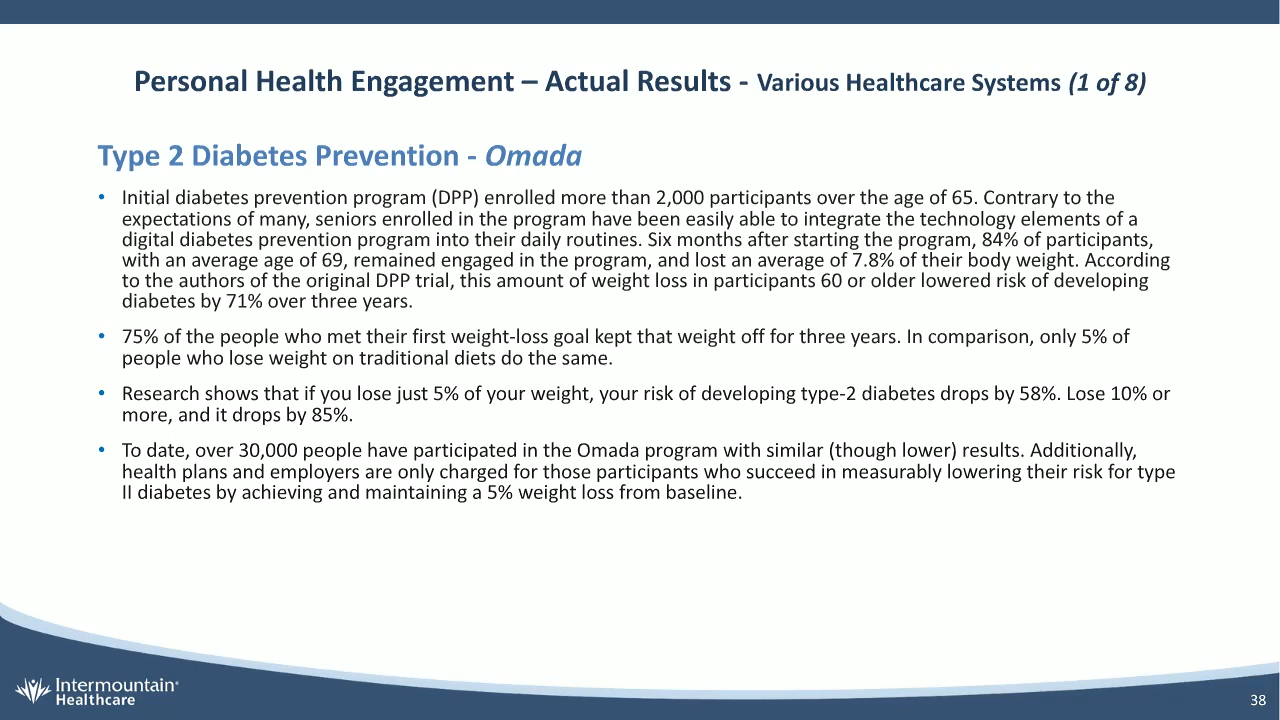 Personal Health Engagement – Actual Results - Various Healthcare Systems (1 of 8)
Type 2 Diabetes Prevention - Omada
• Initial diabetes prevention program (DPP) enrolled more than 2,000 participants over the age of 65. Contrary to the
expectations of many, seniors enrolled in the program have been easily able to integrate the technology elements of a
digital diabetes prevention program into their daily routines. Six months after starting the program, 84% of participants,
with an average age of 69, remained engaged in the program, and lost an average of 7.8% of their body weight. According
to the authors of the original DPP trial, this amount of weight loss in participants 60 or older lowered risk of developing
diabetes by 71% over three years.
• 75% of the people who met their first weight-loss goal kept that weight off for three years. In comparison, only 5% of
people who lose weight on traditional diets do the same.
• Research shows that if you lose just 5% of your weight, your risk of developing type-2 diabetes drops by 58%. Lose 10% or
more, and it drops by 85%.
• To date, over 30,000 people have participated in the Omada program with similar (though lower) results. Additionally,
health plans and employers are only charged for those participants who succeed in measurably lowering their risk for type
II diabetes by achieving and maintaining a 5% weight loss from baseline.
Intermountain®
Healthcare
38